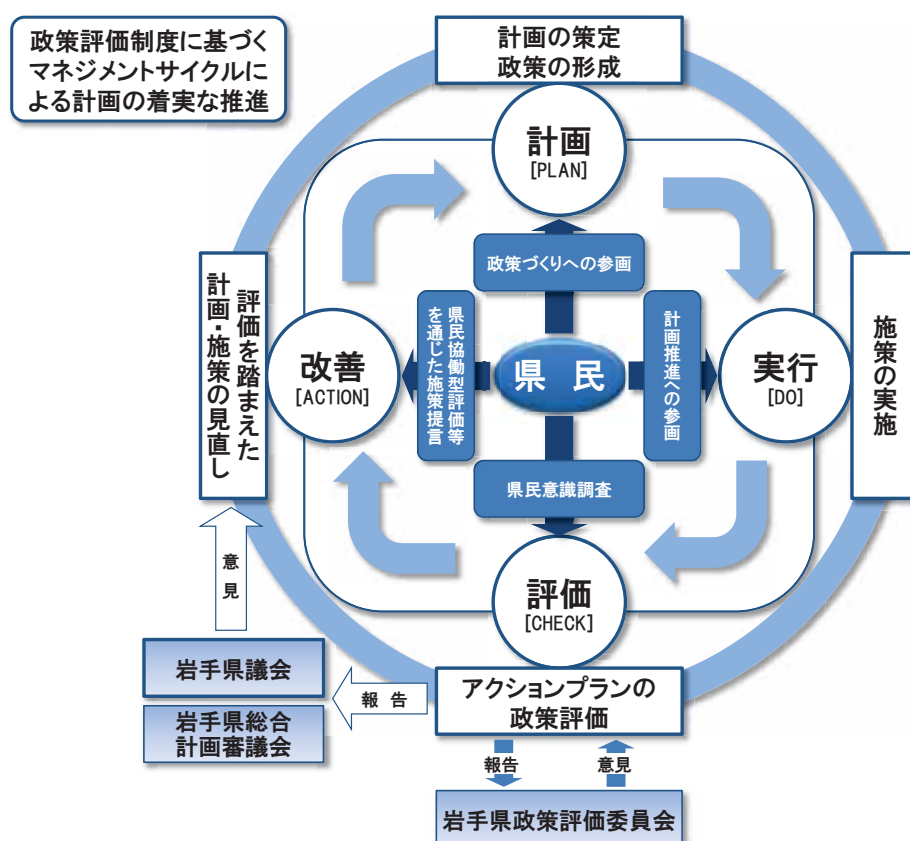 政策評価制度に基づく
マネジメントサイクルに
よる計画の着実な推進
計画の策定
政策の形成
計画
[PLAN]
政策づくりへの参画
評価を踏まえた
計画・施策の見直し
改善
[ACTION]
県民協働型評価等
を通じた施策提言
県 民
計画推進への参画
実行
[DO]
施策の実施
県民意識調査
評価
[CHECK]
意見
岩手県議会
岩手県総合
計画審議会
報 告
アクションプランの
政策評価
報告
意見
岩手県政策評価委員会